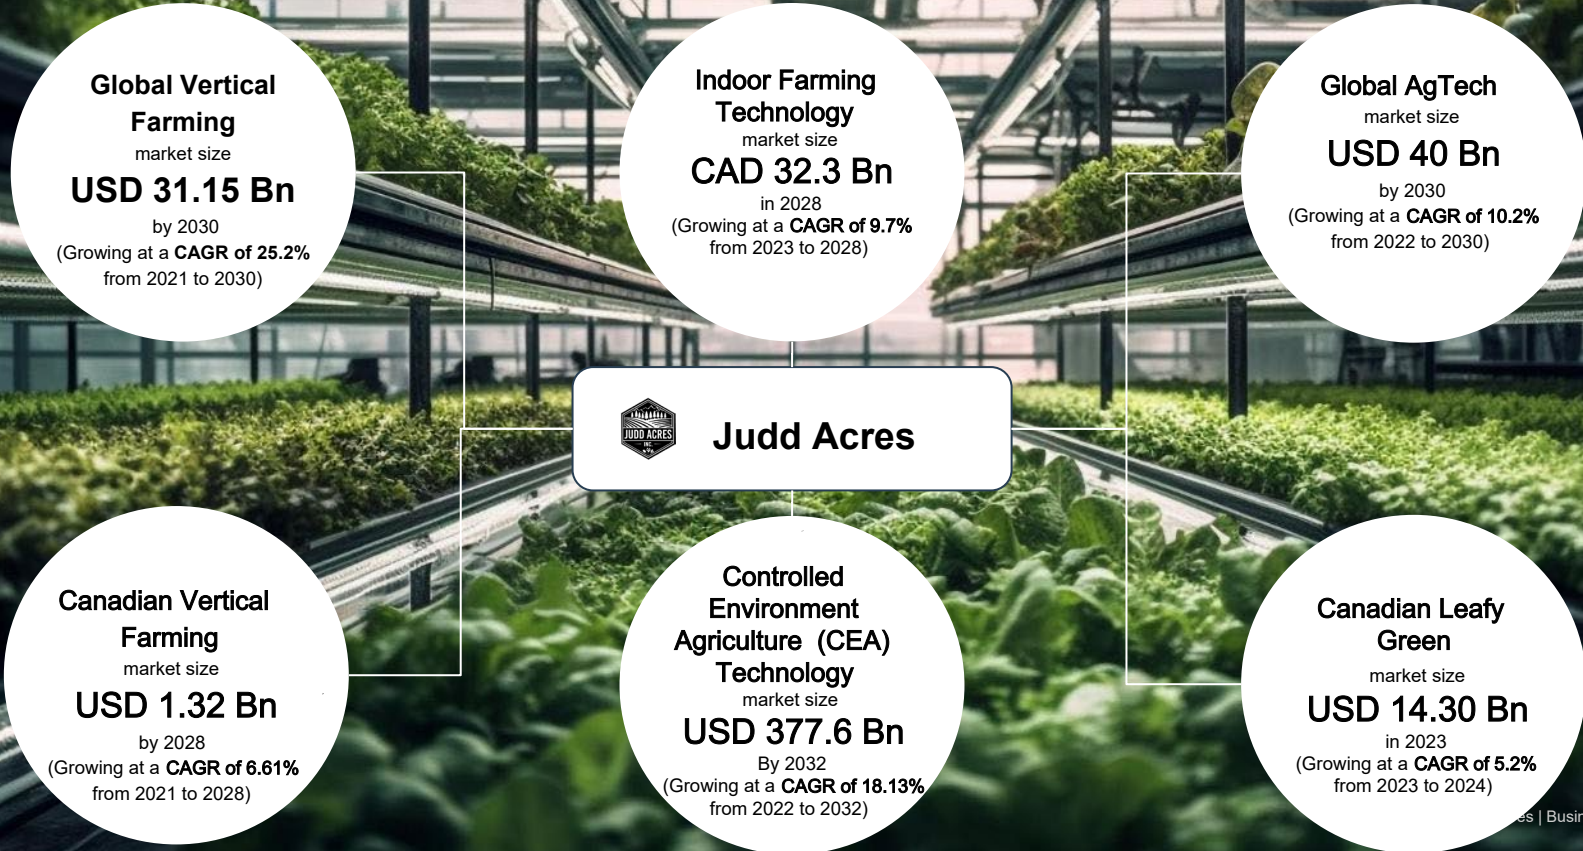 Global Vertical
Farming
market size
USD 31.15 Bn
by 2030
(Growing at a CAGR of 25.2%
from 2021 to 2030)
Indoor Farming
Technology
market size
CAD 32.3 Bn
in 2028
(Growing at a CAGR of 9.7%
from 2023 to 2028)
Global AgTech
market size
USD 40 Bn
by 2030
(Growing at a CAGR of 10.2%
from 2022 to 2030)
JUDD ACRES
INC.
Judd Acres
Canadian Vertical
Farming
market size
USD 1.32 Bn
by 2028
(Growing at a CAGR of 6.61%
from 2021 to 2028)
Controlled
Environment
Agriculture (CEA)
Technology
market size
USD 377.6 Bn
By 2032
(Growing at a CAGR of 18.13%
from 2022 to 2032)
Canadian Leafy
Green
market size
USD 14.30 Bn
in 2023
(Growing at a CAGR of 5.2%
from 2023 to 2024)
es | Busin